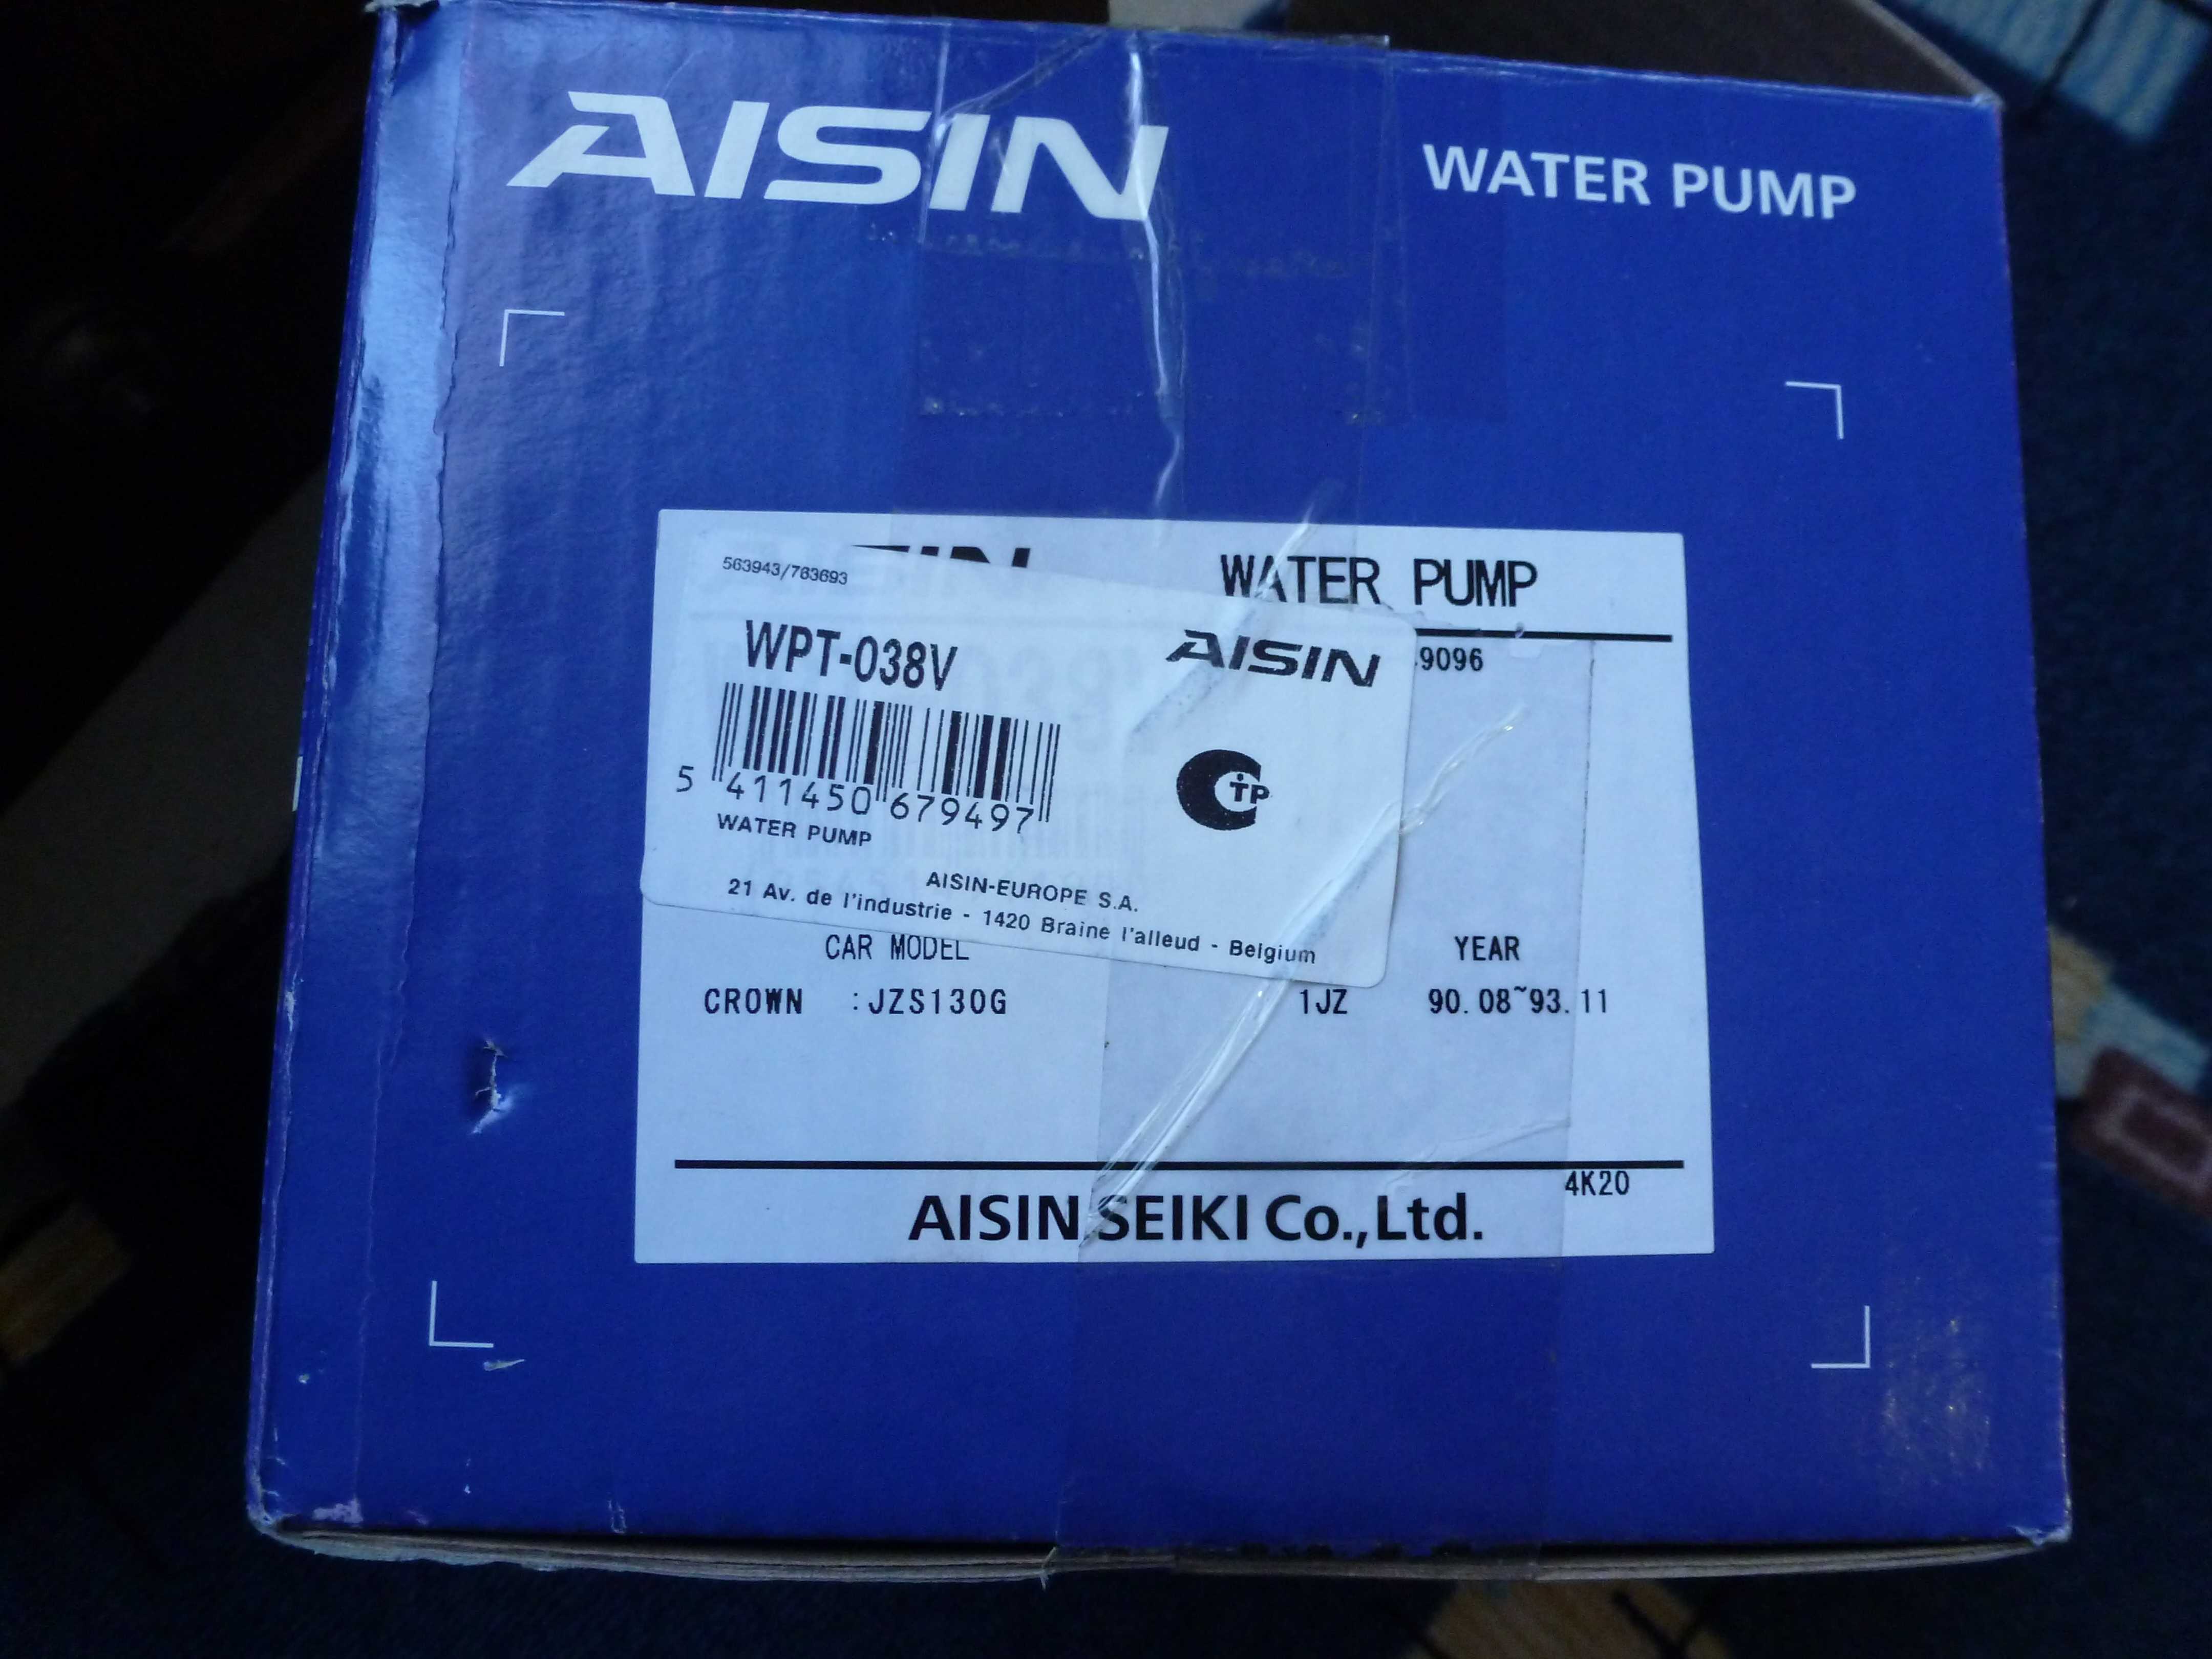 AISIN
WATER PUMP
563943/763693
WATER PUMP
WPT-038V
AISIN
9096
5 411450 679497
TP
WATER PUMP
AISIN-EUROPE S.A.
21 Av. de l'industrie - 1420 Braine l'alleud - Belgium
CAR MODEL
YEAR
CROWN :JZS130G 1JZ 90.08~93.11
4K20
AISIN SEIKI Co.,Ltd.